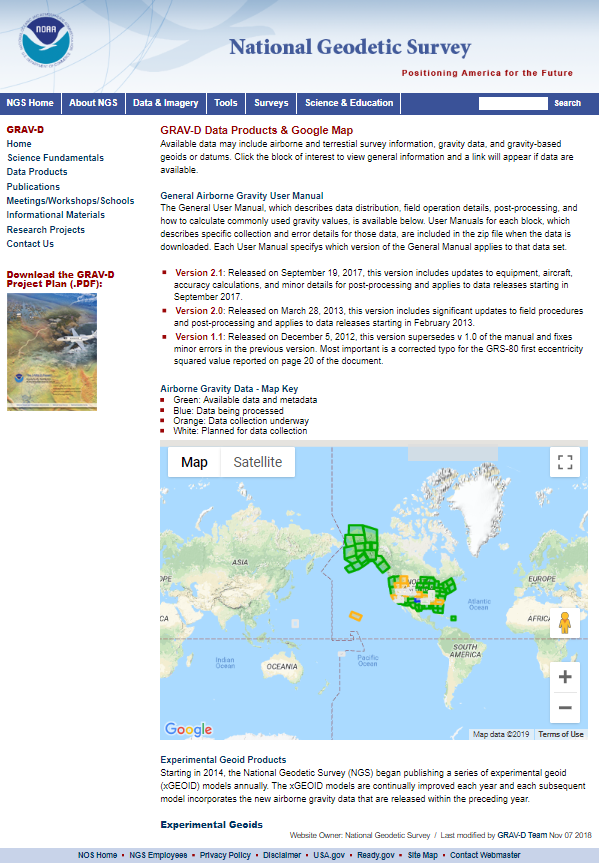 NOAA
National Geodetic Survey
Positioning America for the Future
NGS Home
About NGS
Data & Imagery
Tools
Surveys
Science & Education
Search
GRAV-D
Home
Science Fundamentals
Data Products
Publications
Meetings/Workshops/Schools
Informational Materials
Research Projects
Contact Us
Download the GRAV-D
Project Plan (.PDF):
GRAV-D Data Products & Google Map
Available data may include airborne and terrestial survey information, gravity data, and gravity-based
geoids or datums. Click the block of interest to view general information and a link will appear if data are
available.
General Airborne Gravity User Manual
The General User Manual, which describes data distribution, field operation details, post-processing, and
how to calculate commonly used gravity values, is available below. User Manuals for each block, which
describes specific collection and error details for those data, are included in the zip file when the data is
downloaded. Each User Manual specifys which version of the General Manual applies to that data set.
Version 2.1: Released on September 19, 2017, this version includes updates to equipment, aircraft,
accuracy calculations, and minor details for post-processing and applies to data releases starting in
September 2017.
Version 2.0: Released on March 28, 2013, this version includes significant updates to field procedures
and post-processing and applies to data releases starting in February 2013.
Version 1.1: Released on December 5, 2012, this version supersedes v 1.0 of the manual and fixes
minor errors in the previous version. Most important is a corrected typo for the GRS-80 first eccentricity
squared value reported on page 20 of the document.
Airborne Gravity Data - Map Key
Green: Available data and metadata
Blue: Data being processed
Orange: Data collection underway
White: Planned for data collection
Map
Satellite
ASIA
EUROPE
Atlantic
Ocean
AFRICA
Pacific
Ocean
Indian
Ocean
OCEANIA
SOUTH
AMERICA
Google
Map data ©2019
Terms of Use
Experimental Geoid Products
Starting in 2014, the National Geodetic Survey (NGS) began publishing a series of experimental geoid
(xGEOID) models annually. The xGEOID models are continually improved each year and each subsequent
model incorporates the new airborne gravity data that are released within the preceding year.
Experimental Geoids
Website Owner: National Geodetic Survey / Last modified by GRAV-D Team Nov 07 2018
NOS Home • NGS Employees • Privacy Policy • Disclaimer • USA.gov • Ready.gov • Site Map • Contact Webmaster